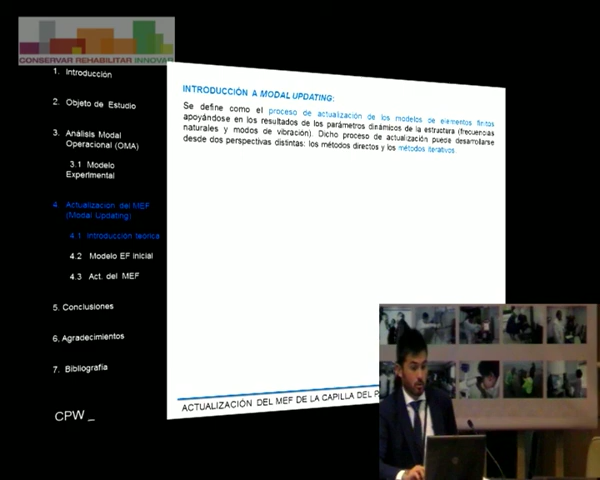 CONSERVAR REHABILITAR INNOVAR
1. Introducción
2. Objeto de Estudio
3. Análisis Modal
Operacional (OMA)
3.1 Modelo
Experimental
4. Actualización del MEF
(Modal Updating)
4.1 Introducción teórica
4.2 Modelo EF inicial
4.3 Act. del MEF
5. Conclusiones
6. Agradecimientos
7. Bibliografía
CPW _
INTRODUCCIÓN A MODAL UPDATING:
Se define como el proceso de actualización de los modelos de elementos finitos
apoyándose en los resultados de los parámetros dinámicos de la estructura (frecuencias
naturales y modos de vibración). Dicho proceso de actualización puede desarrollarse
desde dos perspectivas distintas: los métodos directos y los métodos iterativos.
ACTUALIZACIÓN DEL MEF DE LA CAPILLA DEL